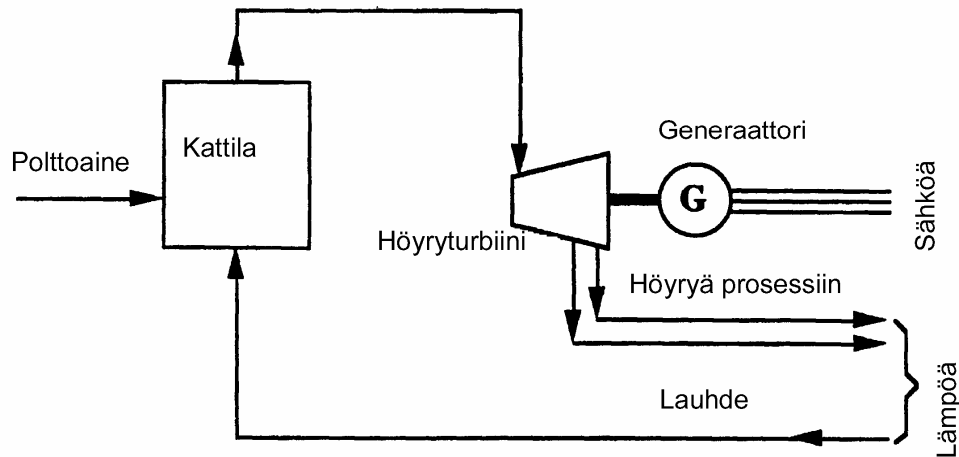 Polttoaine
Kattila
Höyryturbiini
Generaattori
G
Sähköä
Höyryä prosessiin
Lauhde
Lämpöä